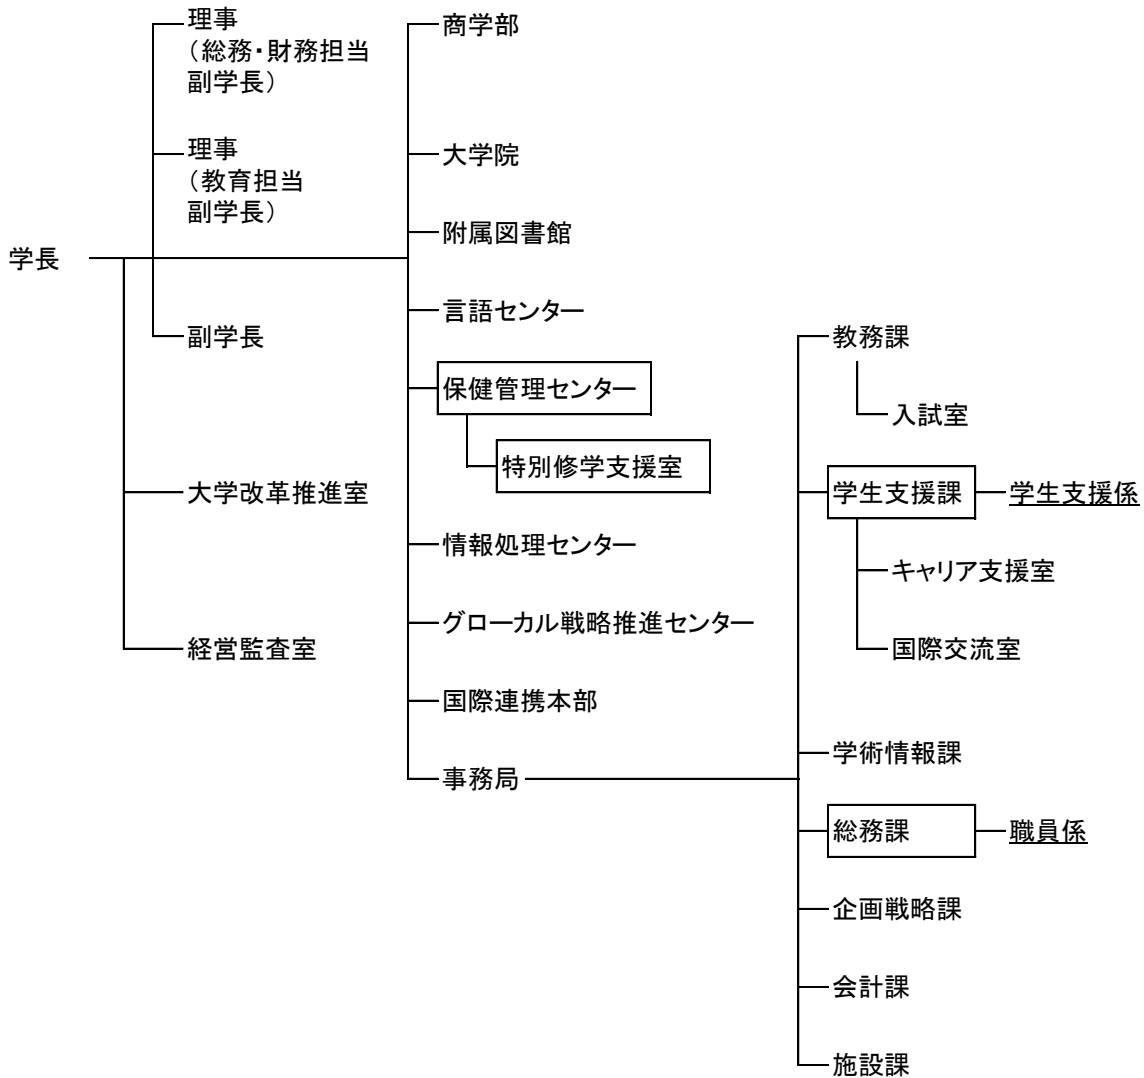 学長
理事
（総務・財務担当
副学長）
理事
（教育担当
副学長）
副学長
大学改革推進室
経営監査室
商学部
大学院
附属図書館
言語センター
保健管理センター
特別修学支援室
情報処理センター
グローカル戦略推進センター
国際連携本部
事務局
教務課
入試室
学生支援課
学生支援係
キャリア支援室
国際交流室
学術情報課
総務課
職員係
企画戦略課
会計課
施設課